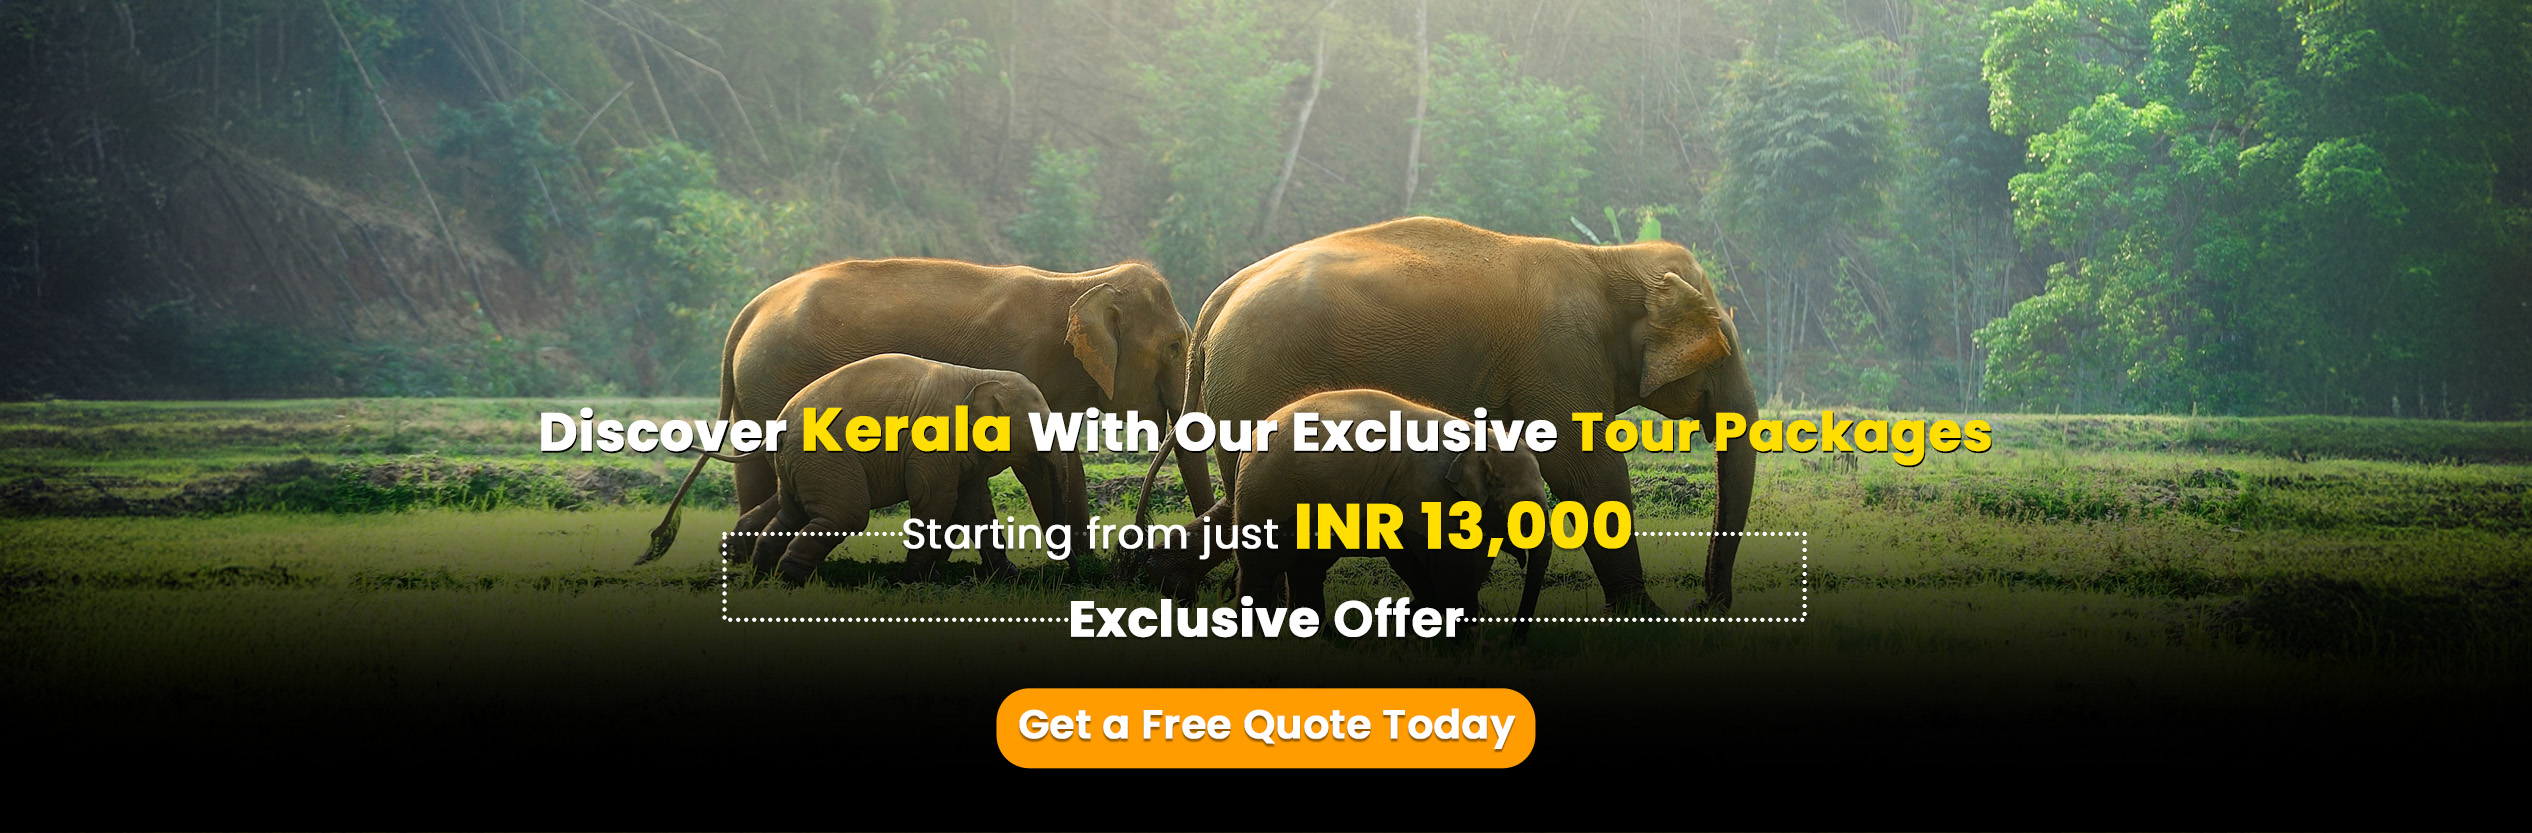 Discover Kerala With Our Exclusive Tour Packages
Starting from just INR 13,000
Exclusive Offer
Get a Free Quote Today